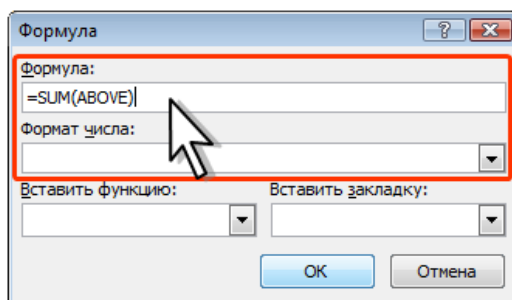 Формула
Формула:
=SUM(ABOVE)
Формат числа:
Вставить функцию: Вставить закладку:
ОК Отмена